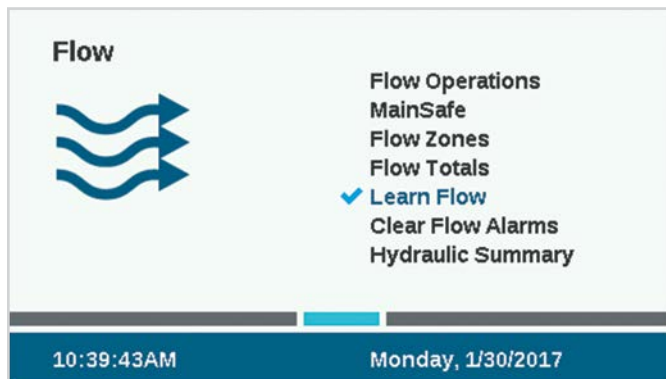 Flow
Flow Operations
MainSafe
Flow Zones
Flow Totals
Learn Flow
Clear Flow Alarms
Hydraulic Summary
10:39:43AM
Monday, 1/30/2017